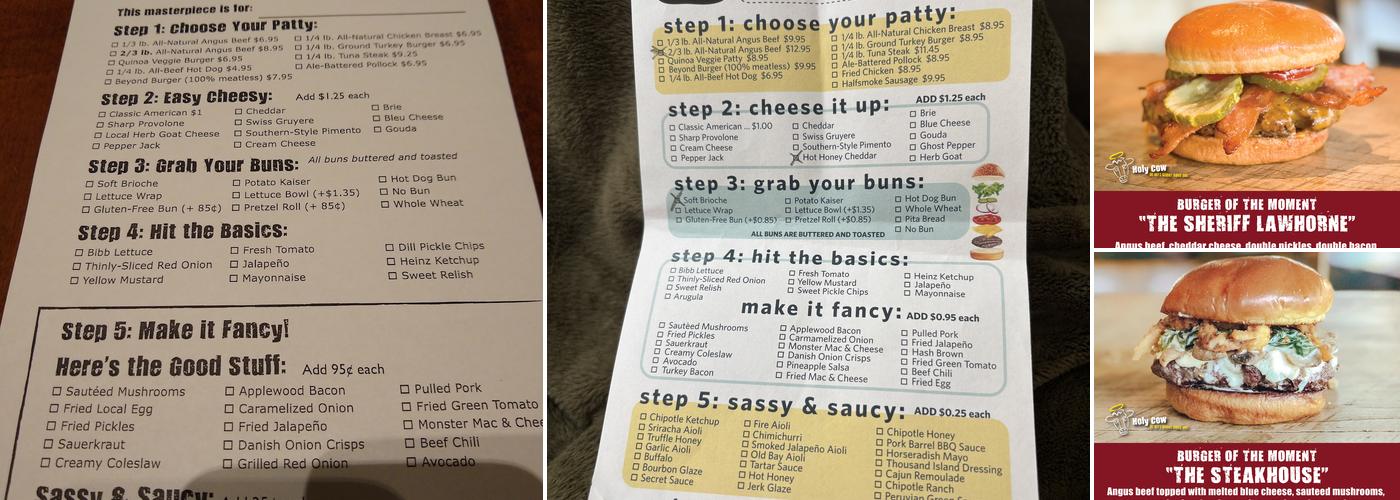 This masterpiece is for:
Step 1: Choose Your Patty:
1/3 lb. All-Natural Angus Beef $6.95
2/3 lb. All-Natural Angus Beef $8.95
Quinoa Veggie Burger $6.95
1/4 lb. All-Beef Hot Dog $4.95
Beyond Burger (100% meatless) $7.95
1/4 lb. All-Natural Chicken Breast $6.95
1/4 lb. Ground Turkey Burger $6.95
1/4 lb. Tuna Steak $9.25
Ale-Battered Pollock $6.95
Step 2: Easy Cheesy: Add $1.25 each
Classic American $1
Sharp Provolone
Local Herb Goat Cheese
Pepper Jack
Cheddar
Swiss Gruyere
Southern-Style Pimento
Cream Cheese
Brie
Bleu Cheese
Gouda
Step 3: Grab Your Buns: All buns buttered and toasted
Soft Brioche
Lettuce Wrap
Gluten-Free Bun (+ 85¢)
Potato Kaiser
Lettuce Bowl (+$1.35)
Pretzel Roll (+ 85¢)
Hot Dog Bun
No Bun
Whole Wheat
Step 4: Hit the Basics:
Bibb Lettuce
Thinly-Sliced Red Onion
Yellow Mustard
Fresh Tomato
Jalapeño
Mayonnaise
Dill Pickle Chips
Heinz Ketchup
Sweet Relish
Step 5: Make it Fancy!
Here's the Good Stuff: Add 95¢ each
Sautéed Mushrooms
Fried Local Egg
Fried Pickles
Sauerkraut
Creamy Coleslaw
Applewood Bacon
Caramelized Onion
Fried Jalapeño
Danish Onion Crisps
Grilled Red Onion
Pulled Pork
Fried Green Tomato
Monster Mac & Chee
Beef Chili
Avocado
Sassy & Saucy:
step 1: choose your patty:
1/3 lb. All-Natural Angus Beef $9.95
2/3 lb. All-Natural Angus Beef $12.95
Quinoa Veggie Patty $8.95
Beyond Burger (100% meatless) $9.95
1/4 lb. All-Beef Hot Dog $6.95
1/4 lb. All-Natural Chicken Breast $8.95
1/4 lb. Ground Turkey Burger $8.95
1/4 lb. Tuna Steak $11.45
Ale-Battered Pollock $8.95
Fried Chicken $8.95
Halfsmoke Sausage $9.95
step 2: cheese it up: ADD $1.25 each
Classic American ... $1.00
Sharp Provolone
Cream Cheese
Pepper Jack
Cheddar
Swiss Gruyere
Southern-Style Pimento
Hot Honey Cheddar
Brie
Blue Cheese
Gouda
Ghost Pepper
Herb Goat
step 3: grab your buns:
Soft Brioche
Lettuce Wrap
Gluten-Free Bun (+$0.85)
Potato Kaiser
Lettuce Bowl (+$1.35)
Pretzel Roll (+$0.85)
Hot Dog Bun
Whole Wheat
Pita Bread
No Bun
ALL BUNS ARE BUTTERED AND TOASTED
step 4: hit the basics:
Bibb Lettuce
Thinly-Sliced Red Onion
Sweet Relish
Arugula
Fresh Tomato
Yellow Mustard
Sweet Pickle Chips
Heinz Ketchup
Jalapeño
Mayonnaise
make it fancy: ADD $0.95 each
Sautéed Mushrooms
Fried Pickles
Sauerkraut
Creamy Coleslaw
Avocado
Turkey Bacon
Applewood Bacon
Carmamelized Onion
Monster Mac & Cheese
Danish Onion Crisps
Pineapple Salsa
Fried Mac & Cheese
Pulled Pork
Fried Jalapeño
Hash Brown
Fried Green Tomato
Beef Chili
Fried Egg
step 5: sassy & saucy: ADD $0.25 each
Chipotle Ketchup
Sriracha Aioli
Truffle Honey
Garlic Aioli
Buffalo
Bourbon Glaze
Secret Sauce
Fire Aioli
Chimichurri
Smoked Jalapeño Aioli
Old Bay Aioli
Tartar Sauce
Hot Honey
Jerk Glaze
Chipotle Honey
Pork Barrel BBQ Sauce
Horseradish Mayo
Thousand Island Dressing
Cajun Remoulade
Chipotle Ranch
Peruvian Green
Holy Cow
BURGER OF THE MOMENT
"THE SHERIFF LAWHORNE"
Angus beef, cheddar cheese, double pickles, double bacon
Holy Cow
BURGER OF THE MOMENT
"THE STEAKHOUSE"
Angus beef topped with melted blue cheese, sauteed mushrooms,